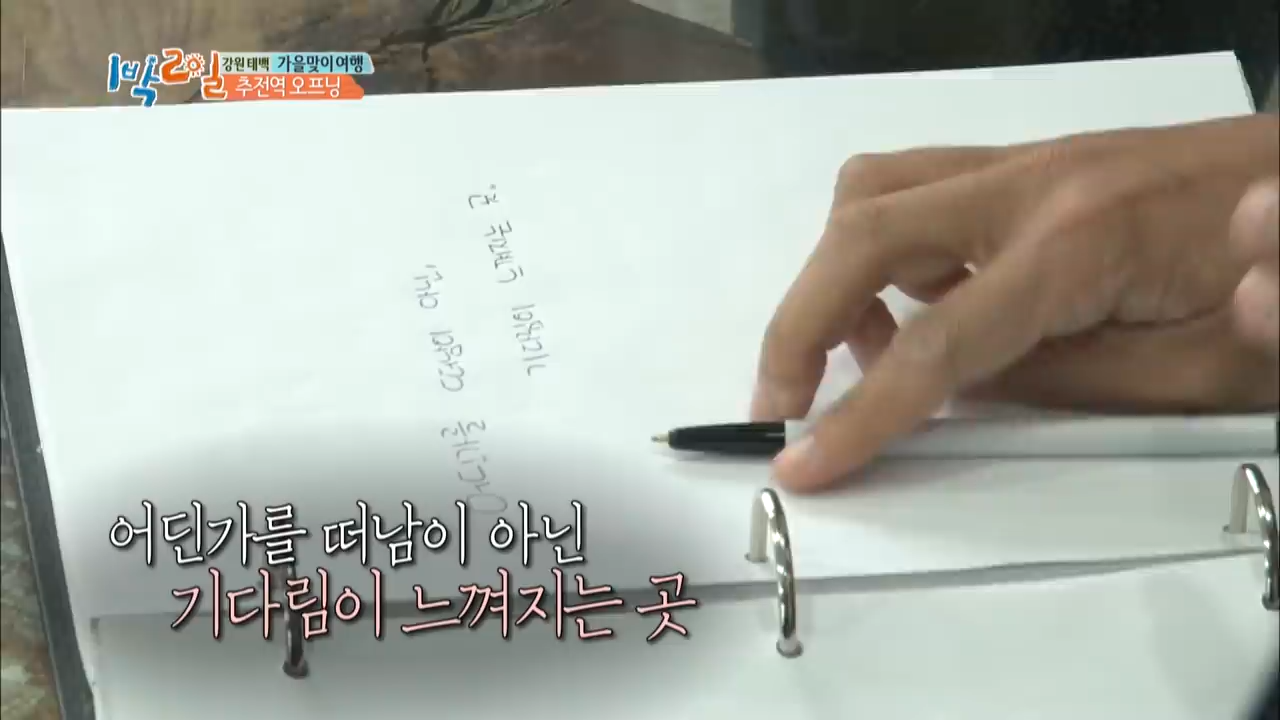 1박2일
강원 태백 가을맞이 여행
추전역 오프닝
어딘가를 떠남이 아닌,
기다림이 느껴지는 곳.
어딘가를 떠남이 아닌
기다림이 느껴지는 곳